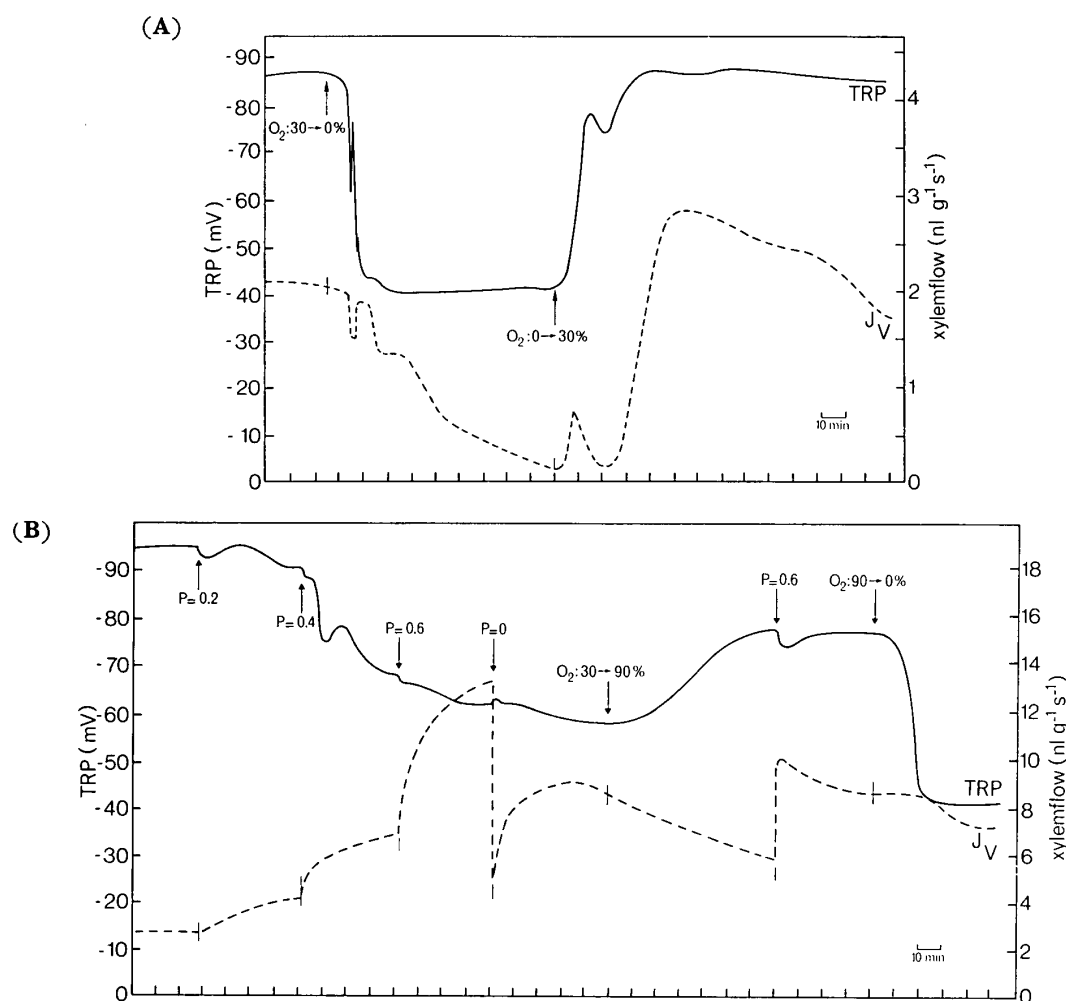 (A)
-90
-80
-70
-60
-50
-40
-30
-20
-10
0
TRP (mV)
O₂:30→0%
O₂:0→30%
TRP
J_V
10 min
4
3
2
1
0
xylemflow (nl g⁻¹ s⁻¹)
(B)
-90
-80
-70
-60
-50
-40
-30
-20
-10
0
TRP (mV)
P=0.2
P=0.4
P=0.6
P=0
O₂:30→90%
P=0.6
O₂:90→0%
TRP
J_V
10 min
18
16
14
12
10
8
6
4
2
0
xylemflow (nl g⁻¹ s⁻¹)